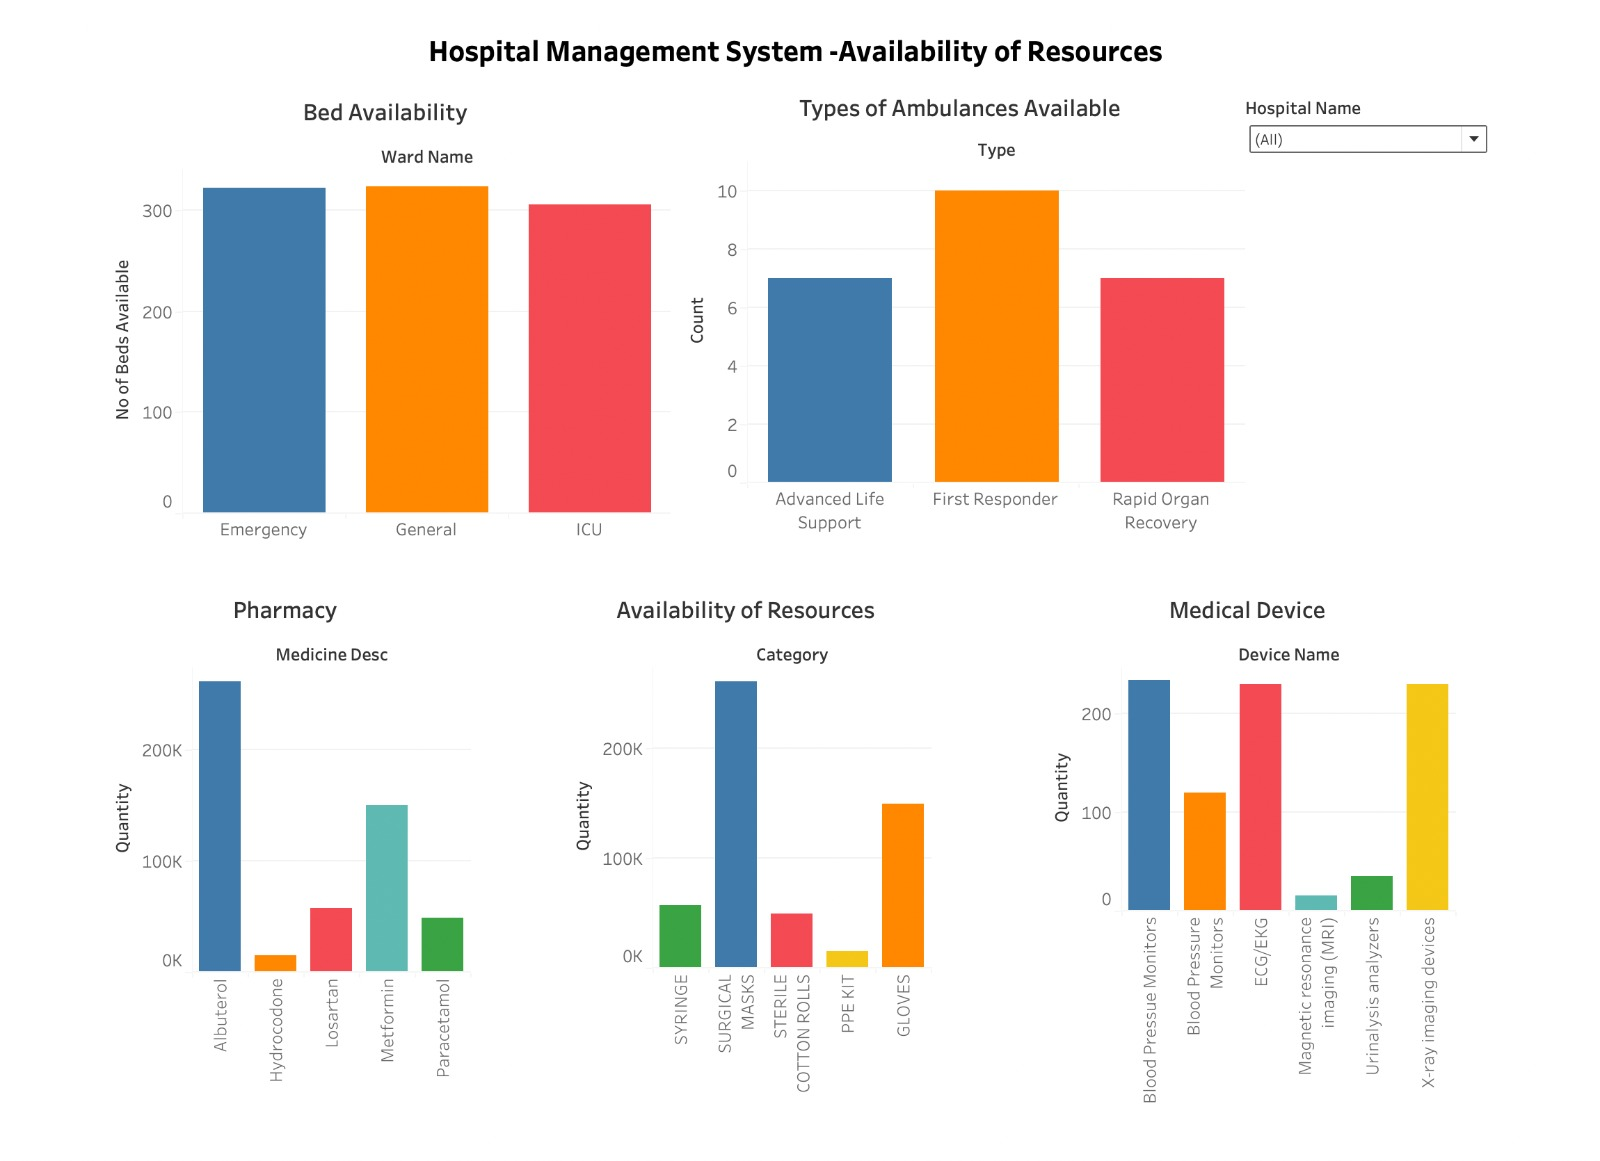 Hospital Management System -Availability of Resources
Bed Availability
Ward Name
No of Beds Available
300
200
100
0
Emergency
General
ICU
Types of Ambulances Available
Type
Count
10
8
6
4
2
0
Advanced Life
Support
First Responder
Rapid Organ
Recovery
Hospital Name
(All)
Pharmacy
Medicine Desc
Quantity
200K
100K
0K
Albuterol
Hydrocodone
Losartan
Metformin
Paracetamol
Availability of Resources
Category
Quantity
200K
100K
0K
SYRINGE
SURGICAL
MASKS
STERILE
COTTON ROLLS
PPE KIT
GLOVES
Medical Device
Device Name
Quantity
200
100
0
Blood Pressue Monitors
Blood Pressure
Monitors
ECG/EKG
Magnetic resonance
imaging (MRI)
Urinalysis analyzers
X-ray imaging devices